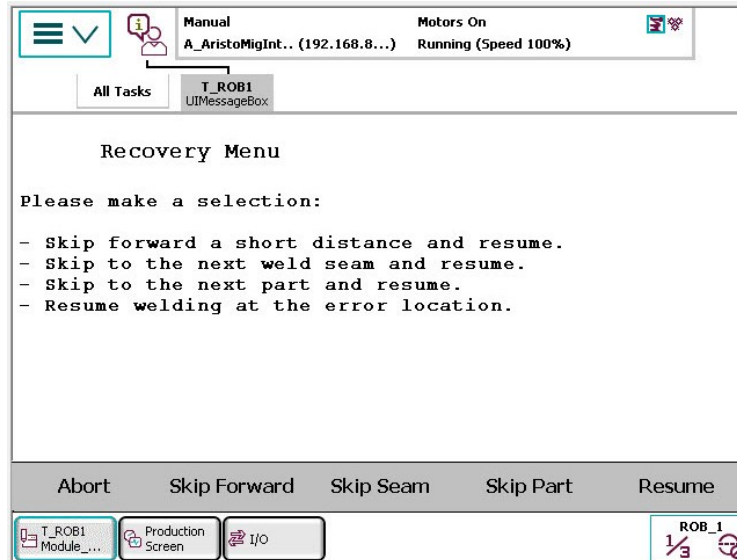 Manual
Motors On
A_AristoMigInt.. (192.168.8...)
Running (Speed 100%)
All Tasks
T_ROB1
UIMessageBox
Recovery Menu
Please make a selection:
- Skip forward a short distance and resume.
- Skip to the next weld seam and resume.
- Skip to the next part and resume.
- Resume welding at the error location.
Abort
Skip Forward
Skip Seam
Skip Part
Resume
T_ROB1
Module_...
Production
Screen
I/O
ROB_1
1/3